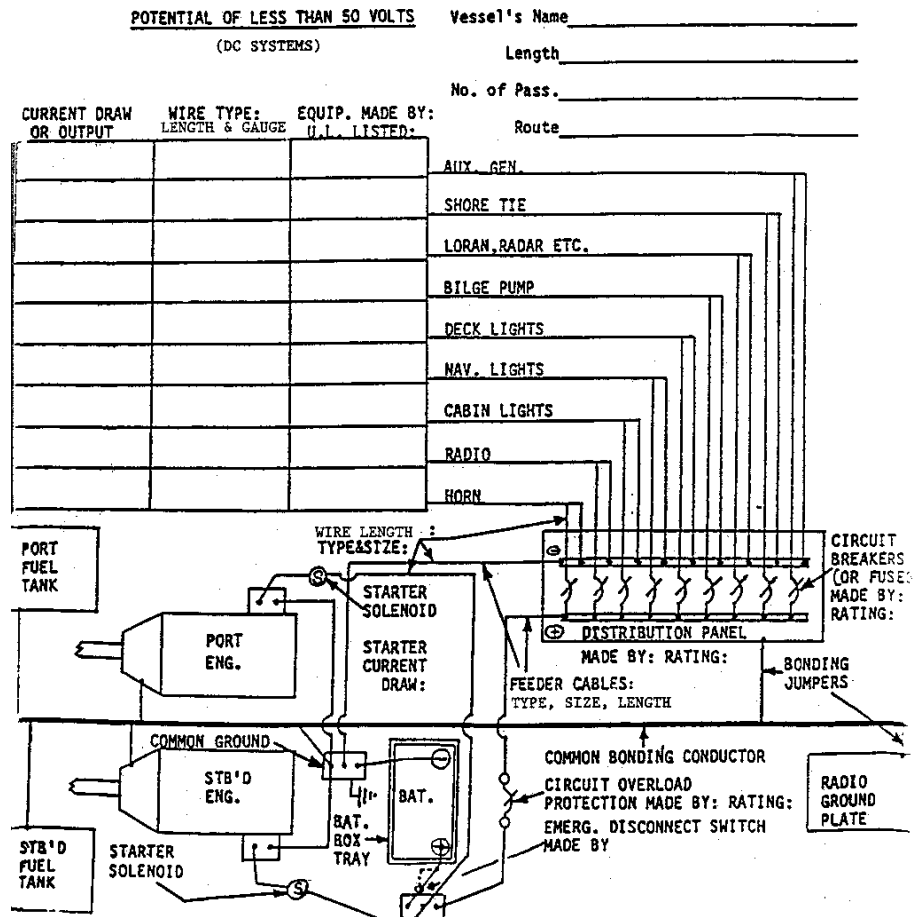 POTENTIAL OF LESS THAN 50 VOLTS
(DC SYSTEMS)
Vessel's Name
Length
No. of Pass.
Route
CURRENT DRAW
OR OUTPUT
WIRE TYPE:
LENGTH & GAUGE
EQUIP. MADE BY:
U.L. LISTED:
AUX. GEN.
SHORE TIE
LORAN,RADAR ETC.
BILGE PUMP
DECK LIGHTS
NAV. LIGHTS
CABIN LIGHTS
RADIO
HORN
WIRE LENGTH :
TYPE&SIZE:
PORT
FUEL
TANK
S
STARTER
SOLENOID
PORT
ENG.
STARTER
CURRENT
DRAW:
CIRCUIT
BREAKERS
(OR FUSES
MADE BY:
RATING:
-
+
DISTRIBUTION PANEL
MADE BY: RATING:
FEEDER CABLES:
TYPE, SIZE, LENGTH
BONDING
JUMPERS
COMMON GROUND
COMMON BONDING CONDUCTOR
STB'D
ENG.
-
BAT.
+
BAT.
BOX
TRAY
CIRCUIT OVERLOAD
PROTECTION MADE BY: RATING:
EMERG. DISCONNECT SWITCH
MADE BY
RADIO
GROUND
PLATE
STB'D
FUEL
TANK
STARTER
SOLENOID
S